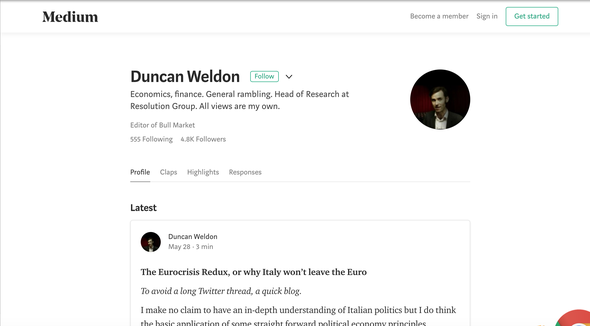 Medium
Become a member Sign in Get started
Duncan Weldon Follow
Economics, finance. General rambling. Head of Research at
Resolution Group. All views are my own.
Editor of Bull Market
555 Following 4.8K Followers
Profile Claps Highlights Responses
Latest
Duncan Weldon
May 28 · 3 min
The Eurocrisis Redux, or why Italy won't leave the Euro
To avoid a long Twitter thread, a quick blog.
I make no claim to have an in-depth understanding of Italian politics but I do think
the basic application of some straight forward political economy principles